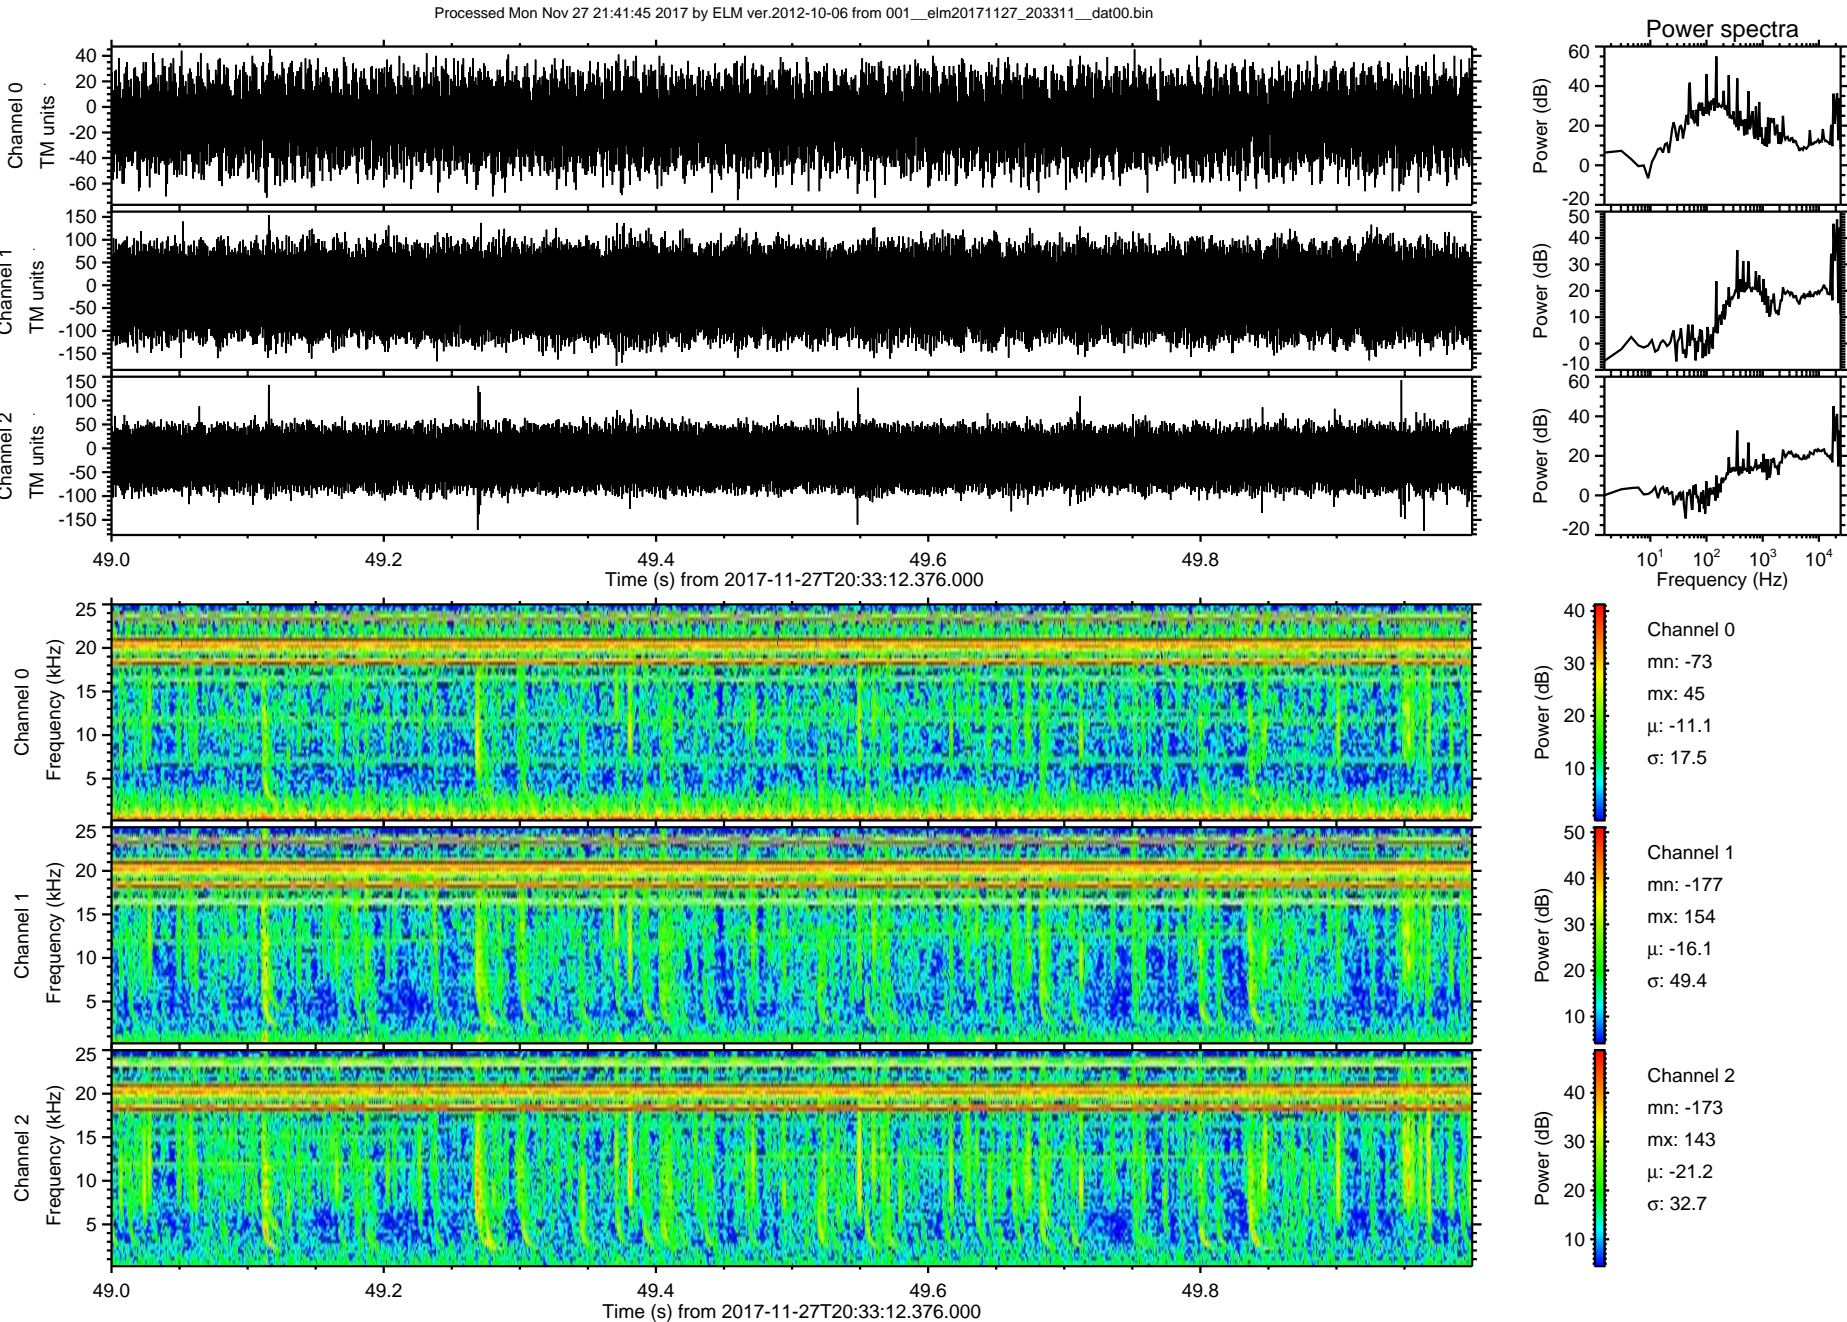 Processed Mon Nov 27 21:41:45 2017 by ELM ver.2012-10-06 from 001__elm20171127_203311__dat00.bin
Power spectra
Channel 0
TM units
40
20
0
-20
-40
-60
Power (dB)
60
40
20
0
-20
Channel 1
TM units
150
100
50
0
-50
-100
-150
Power (dB)
50
40
30
20
10
0
-10
Channel 2
TM units
150
100
50
0
-50
-100
-150
Power (dB)
60
40
20
0
-20
49.0 49.2 49.4 49.6 49.8
Time (s) from 2017-11-27T20:33:12.376.000
10¹ 10² 10³ 10⁴
Frequency (Hz)
Channel 0
Frequency (kHz)
25
20
15
10
5
Power (dB)
40
30
20
10
Channel 0
mn: -73
mx: 45
μ: -11.1
σ: 17.5
Channel 1
Frequency (kHz)
25
20
15
10
5
Power (dB)
50
40
30
20
10
Channel 1
mn: -177
mx: 154
μ: -16.1
σ: 49.4
Channel 2
Frequency (kHz)
25
20
15
10
5
Power (dB)
40
30
20
10
Channel 2
mn: -173
mx: 143
μ: -21.2
σ: 32.7
49.0 49.2 49.4 49.6 49.8
Time (s) from 2017-11-27T20:33:12.376.000